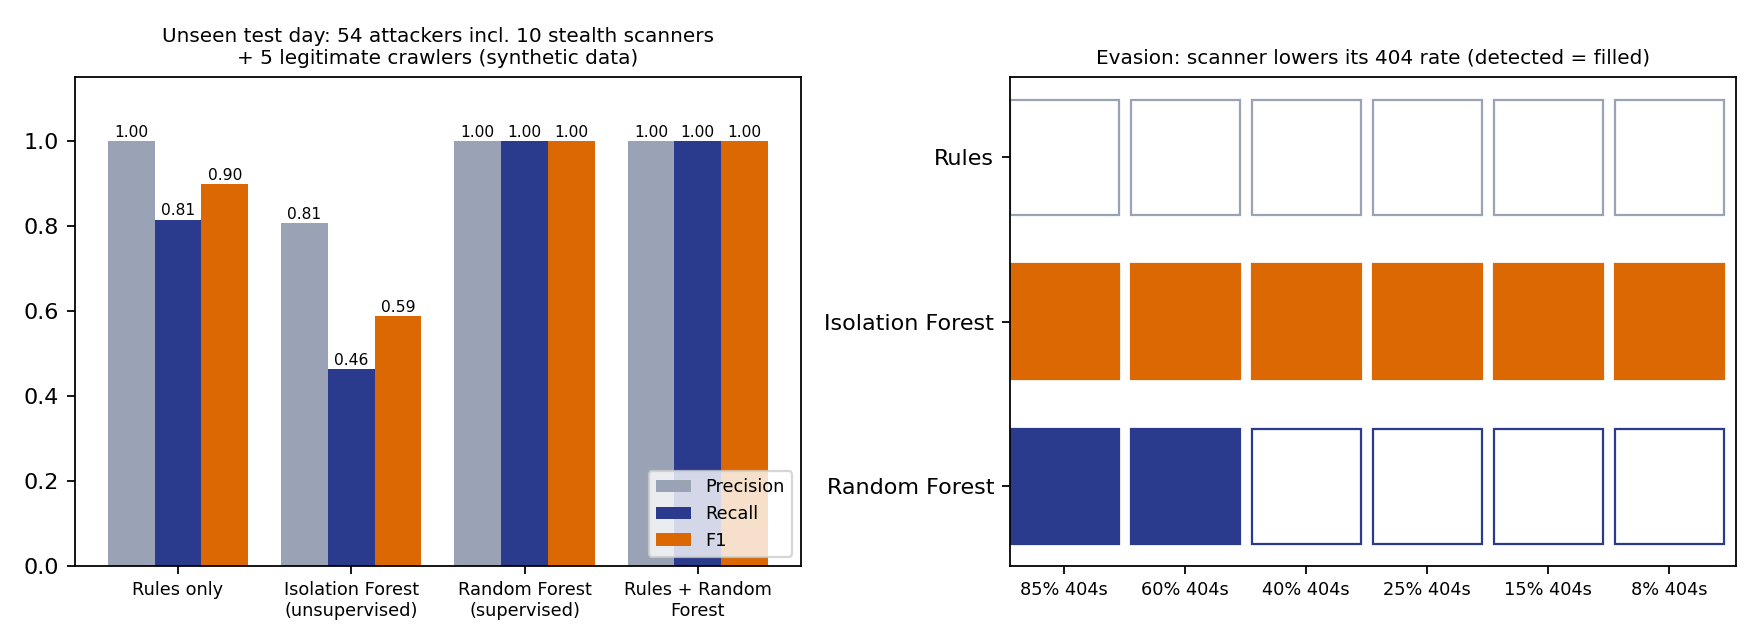 Unseen test day: 54 attackers incl. 10 stealth scanners
+ 5 legitimate crawlers (synthetic data)
1.0
0.8
0.6
0.4
0.2
0.0
1.00
0.81
0.90
0.81
0.46
0.59
1.00 1.00 1.00
1.00 1.00 1.00
Precision
Recall
F1
Rules only
Isolation Forest
(unsupervised)
Random Forest
(supervised)
Rules + Random
Forest
Evasion: scanner lowers its 404 rate (detected = filled)
Rules
Isolation Forest
Random Forest
85% 404s 60% 404s 40% 404s 25% 404s 15% 404s 8% 404s